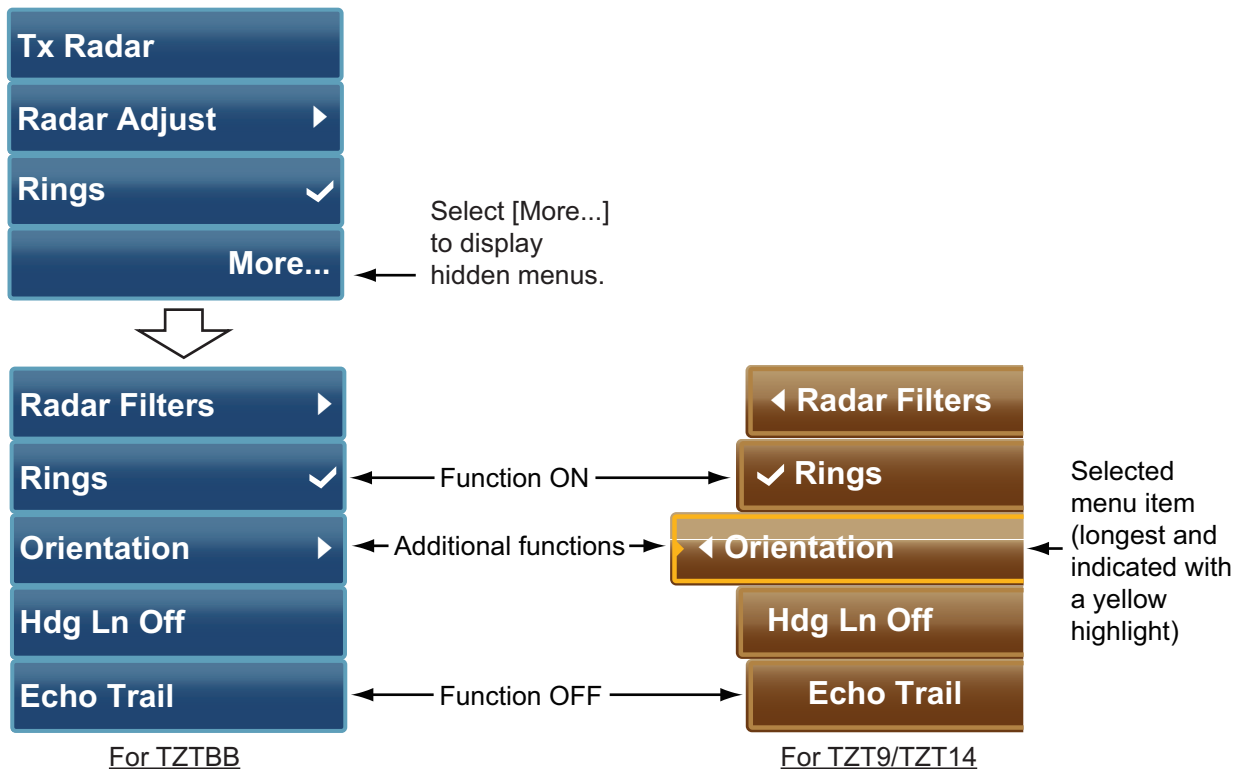 Tx Radar
Radar Adjust
Rings
More...
Select [More...]
to display
hidden menus.
Radar Filters
Rings
Orientation
Hdg Ln Off
Echo Trail
For TZTBB
Function ON
Additional functions
Function OFF
Radar Filters
Rings
Orientation
Hdg Ln Off
Echo Trail
For TZT9/TZT14
Selected
menu item
(longest and
indicated with
a yellow
highlight)